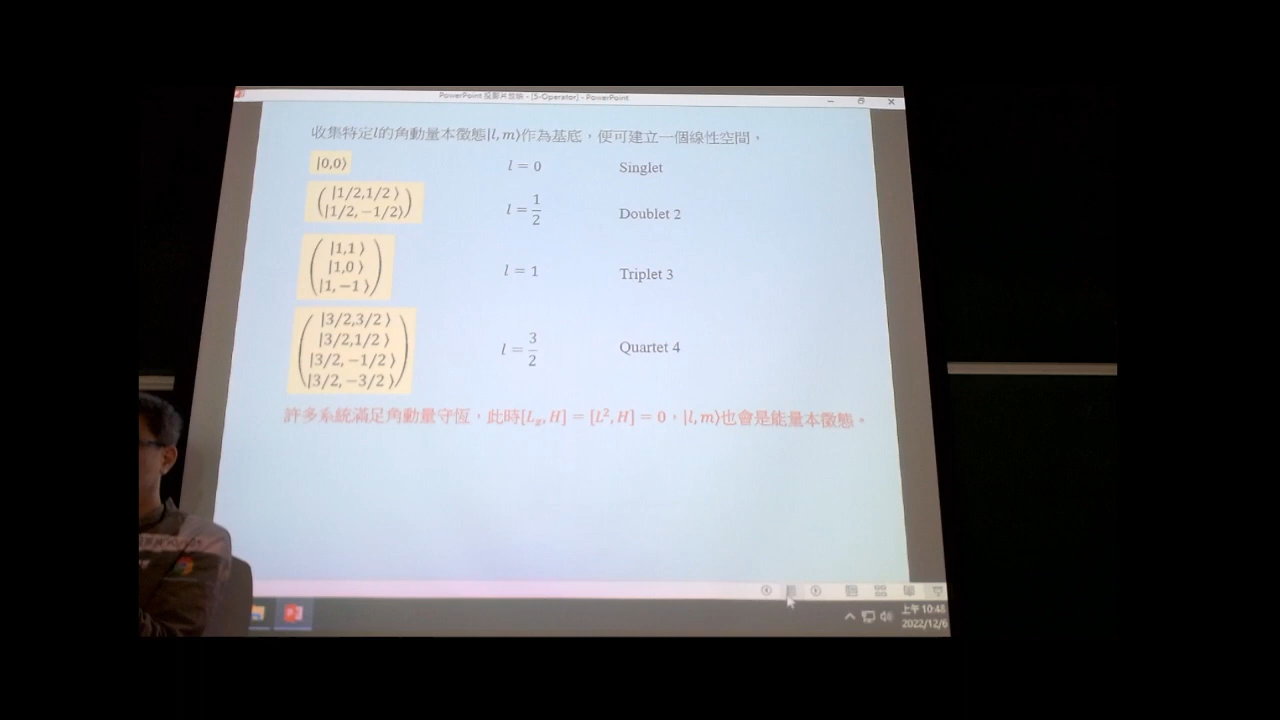 PowerPoint 投影片放映 - [5-Operator] - PowerPoint
收集特定l的角動量本徵態|l, m⟩作為基底，便可建立一個線性空間，
|0,0⟩ l = 0 Singlet
(|1/2,1/2 ⟩ |1/2, −1/2⟩) l = 1/2 Doublet 2
(|1,1 ⟩ |1,0 ⟩ |1, −1 ⟩) l = 1 Triplet 3
(|3/2,3/2 ⟩ |3/2,1/2 ⟩ |3/2, −1/2 ⟩ |3/2, −3/2 ⟩) l = 3/2 Quartet 4
許多系統滿足角動量守恆，此時[L_z, H] = [l², H] = 0，|l, m⟩也會是能量本徵態。
上午 10:48
2022/12/6